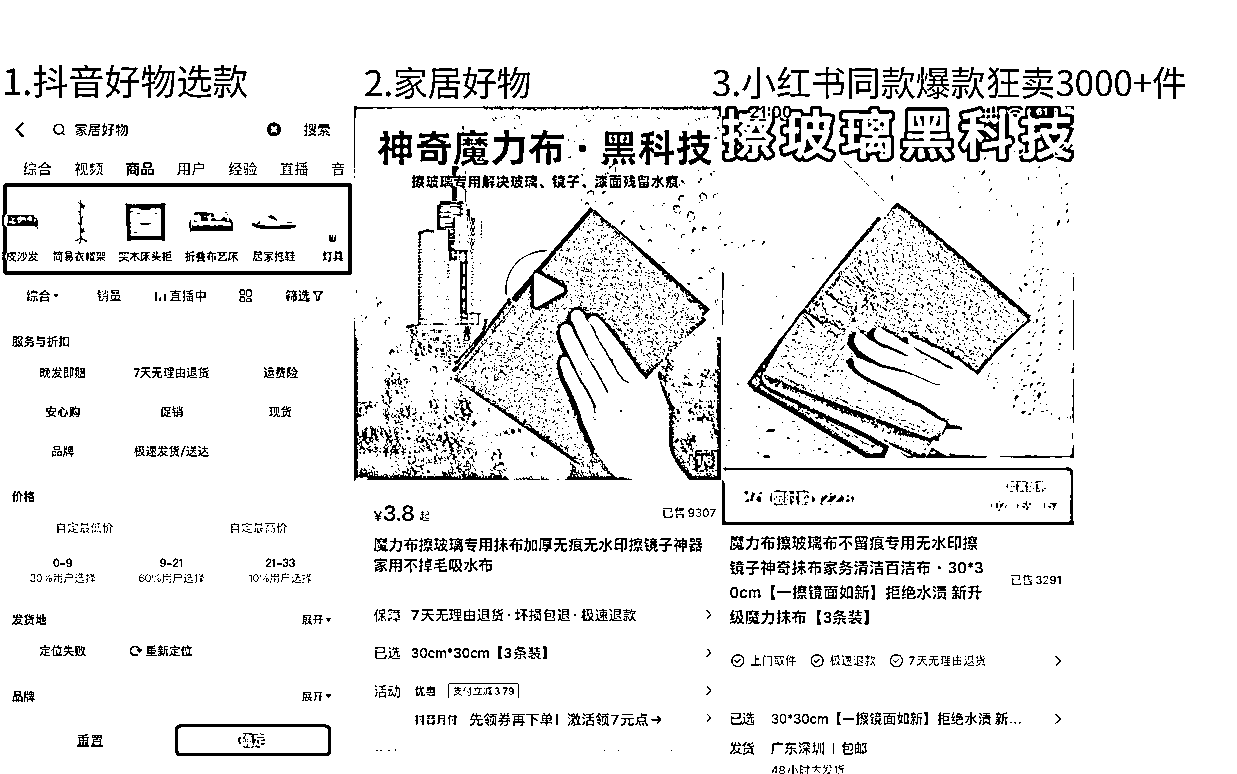 1.抖音好物选款
家居好物
搜索
综合 视频 商品 用户 经验 直播 音
皮沙发 简易衣帽架 实木床头柜 折叠布艺床 居家拖鞋 灯具
综合 销量 直播中 筛选
服务与折扣
晚发即赔 7天无理由退货 运费险
安心购 促销 现货
品牌 极速发货/送达
价格
自定最低价 自定最高价
0-9 9-21 21-33
30%用户选择 60%用户选择 10%用户选择
发货地 展开
定位失败 重新定位
品牌 展开
重置 确定
2.家居好物
神奇魔力布·黑科技
擦玻璃专用解决玻璃、镜子、漆面残留水痕
¥3.8 起 已售 9307
魔力布擦玻璃专用抹布加厚无痕无水印擦镜子神器
家用不掉毛吸水布
保障 7天无理由退货·坏损包退·极速退款
已选 30cm*30cm【3条装】
活动 优惠 支付立减3.79
抖音月付 先领券再下单！激活领7元点→
3.小红书同款爆款狂卖3000+件
擦玻璃黑科技
魔力布擦玻璃布不留痕专用无水印擦
镜子神奇抹布家务清洁百洁布·30*3
0cm【一擦镜面如新】拒绝水渍 新升
级魔力抹布【3条装】
已售 3291
上门取件 极速退款 7天无理由退货
已选 30*30cm【一擦镜面如新】拒绝水渍 新...
发货 广东深圳 | 包邮
48小时内发货